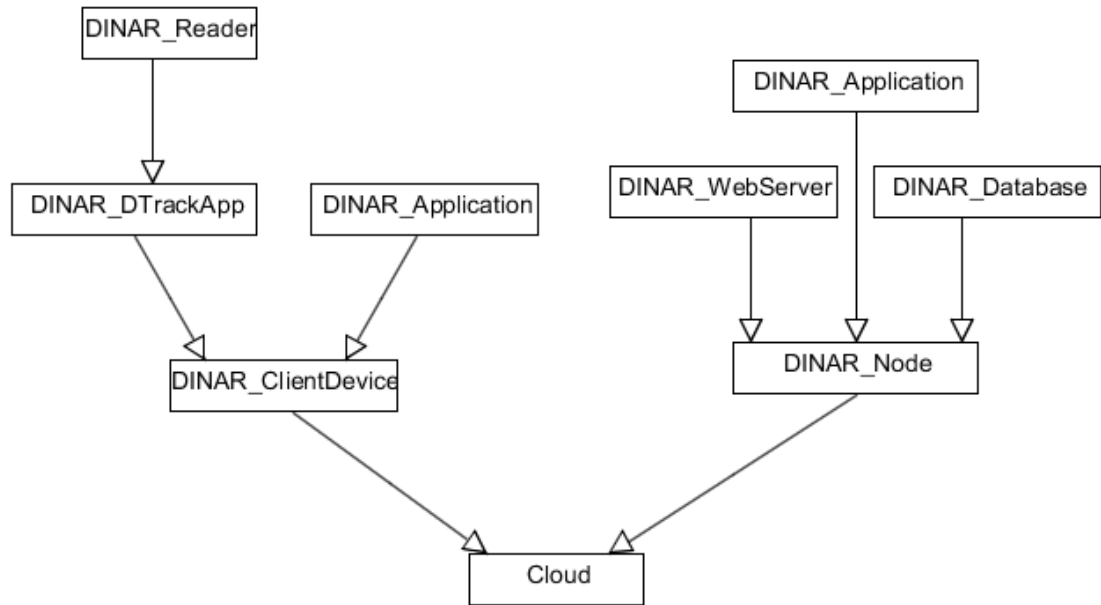 DINAR_Reader
DINAR_Application
DINAR_WebServer
DINAR_Database
DINAR_DTrackApp
DINAR_Application
DINAR_ClientDevice
DINAR_Node
Cloud